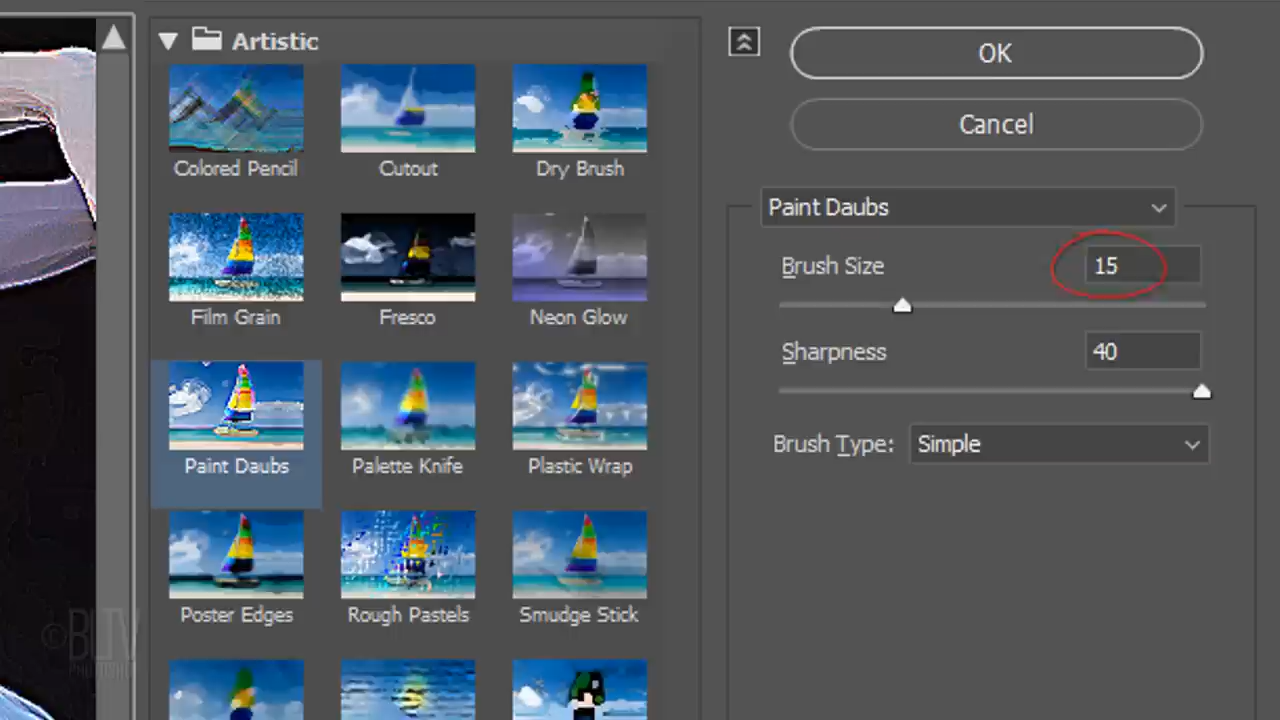 Artistic
Colored Pencil
Cutout
Dry Brush
Film Grain
Fresco
Neon Glow
Paint Daubs
Palette Knife
Plastic Wrap
Poster Edges
Rough Pastels
Smudge Stick
OK
Cancel
Paint Daubs
Brush Size 15
Sharpness 40
Brush Type: Simple
©BLTV